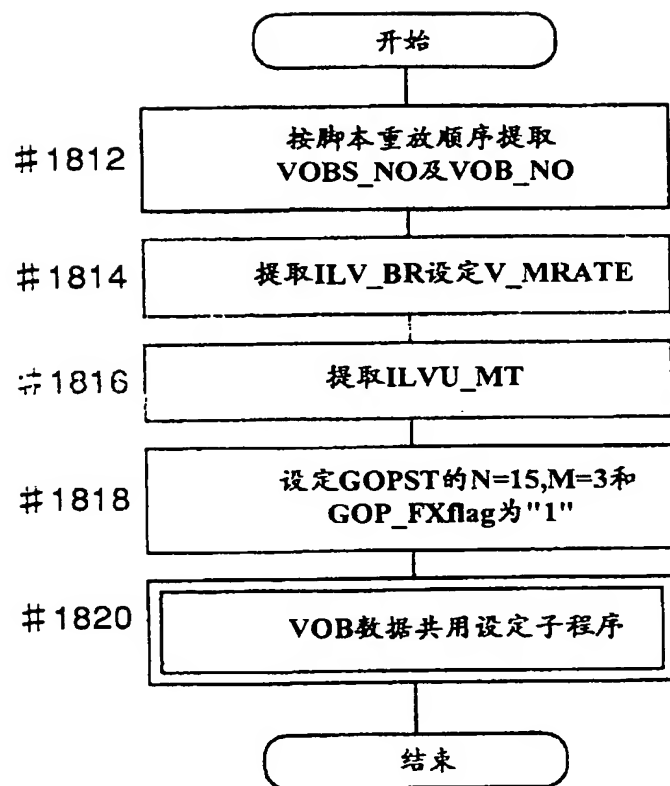 开始
#1812
按脚本重放顺序提取
VOBS_NO及VOB_NO
#1814
提取ILV_BR设定V_MRATE
#1816
提取ILVU_MT
#1818
设定GOPST的N=15,M=3和
GOP_FXflag为"1"
#1820
VOB数据共用设定子程序
结束